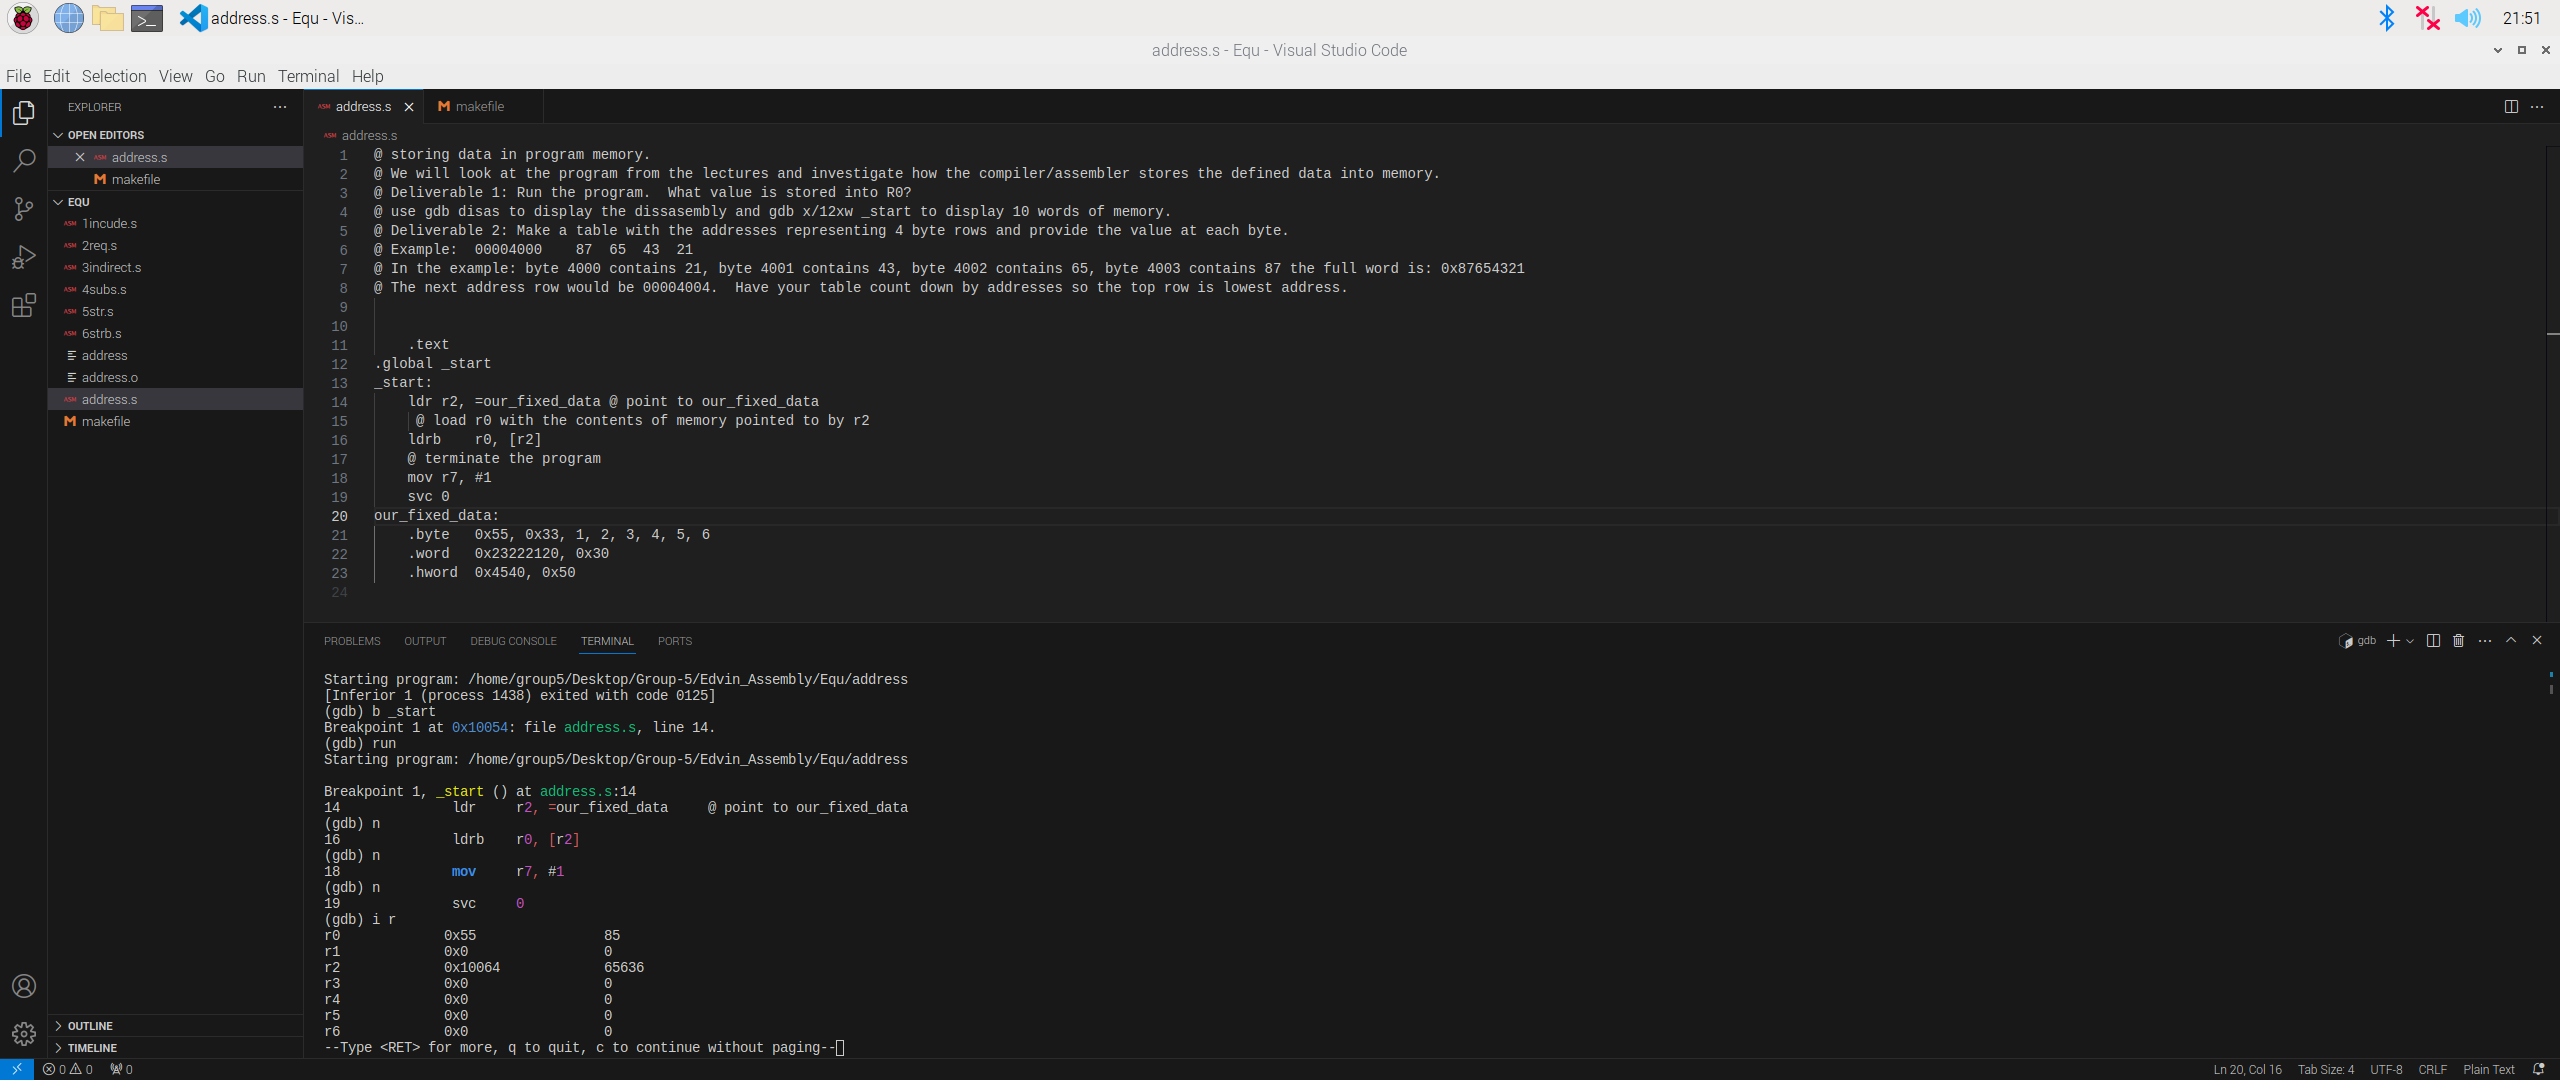 address.s - Equ - Vis...
21:51
address.s - Equ - Visual Studio Code
File Edit Selection View Go Run Terminal Help
EXPLORER
OPEN EDITORS
address.s
makefile
EQU
1incude.s
2req.s
3indirect.s
4subs.s
5str.s
6strb.s
address
address.o
address.s
makefile
OUTLINE
TIMELINE
address.s makefile
address.s
1 @ storing data in program memory.
2 @ We will look at the program from the lectures and investigate how the compiler/assembler stores the defined data into memory.
3 @ Deliverable 1: Run the program.  What value is stored into R0?
4 @ use gdb disas to display the dissasembly and gdb x/12xw _start to display 10 words of memory.
5 @ Deliverable 2: Make a table with the addresses representing 4 byte rows and provide the value at each byte.
6 @ Example:  00004000    87  65  43  21
7 @ In the example: byte 4000 contains 21, byte 4001 contains 43, byte 4002 contains 65, byte 4003 contains 87 the full word is: 0x87654321
8 @ The next address row would be 00004004.  Have your table count down by addresses so the top row is lowest address.
9
10
11     .text
12 .global _start
13 _start:
14     ldr r2, =our_fixed_data @ point to our_fixed_data
15      @ load r0 with the contents of memory pointed to by r2
16     ldrb    r0, [r2]
17     @ terminate the program
18     mov r7, #1
19     svc 0
20 our_fixed_data:
21     .byte   0x55, 0x33, 1, 2, 3, 4, 5, 6
22     .word   0x23222120, 0x30
23     .hword  0x4540, 0x50
24
PROBLEMS OUTPUT DEBUG CONSOLE TERMINAL PORTS
gdb
Starting program: /home/group5/Desktop/Group-5/Edvin_Assembly/Equ/address
[Inferior 1 (process 1438) exited with code 0125]
(gdb) b _start
Breakpoint 1 at 0x10054: file address.s, line 14.
(gdb) run
Starting program: /home/group5/Desktop/Group-5/Edvin_Assembly/Equ/address
Breakpoint 1, _start () at address.s:14
14              ldr     r2, =our_fixed_data     @ point to our_fixed_data
(gdb) n
16              ldrb    r0, [r2]
(gdb) n
18              mov     r7, #1
(gdb) n
19              svc     0
(gdb) i r
r0             0x55                85
r1             0x0                 0
r2             0x10064             65636
r3             0x0                 0
r4             0x0                 0
r5             0x0                 0
r6             0x0                 0
--Type <RET> for more, q to quit, c to continue without paging--
0 0 0 Ln 20, Col 16 Tab Size: 4 UTF-8 CRLF Plain Text